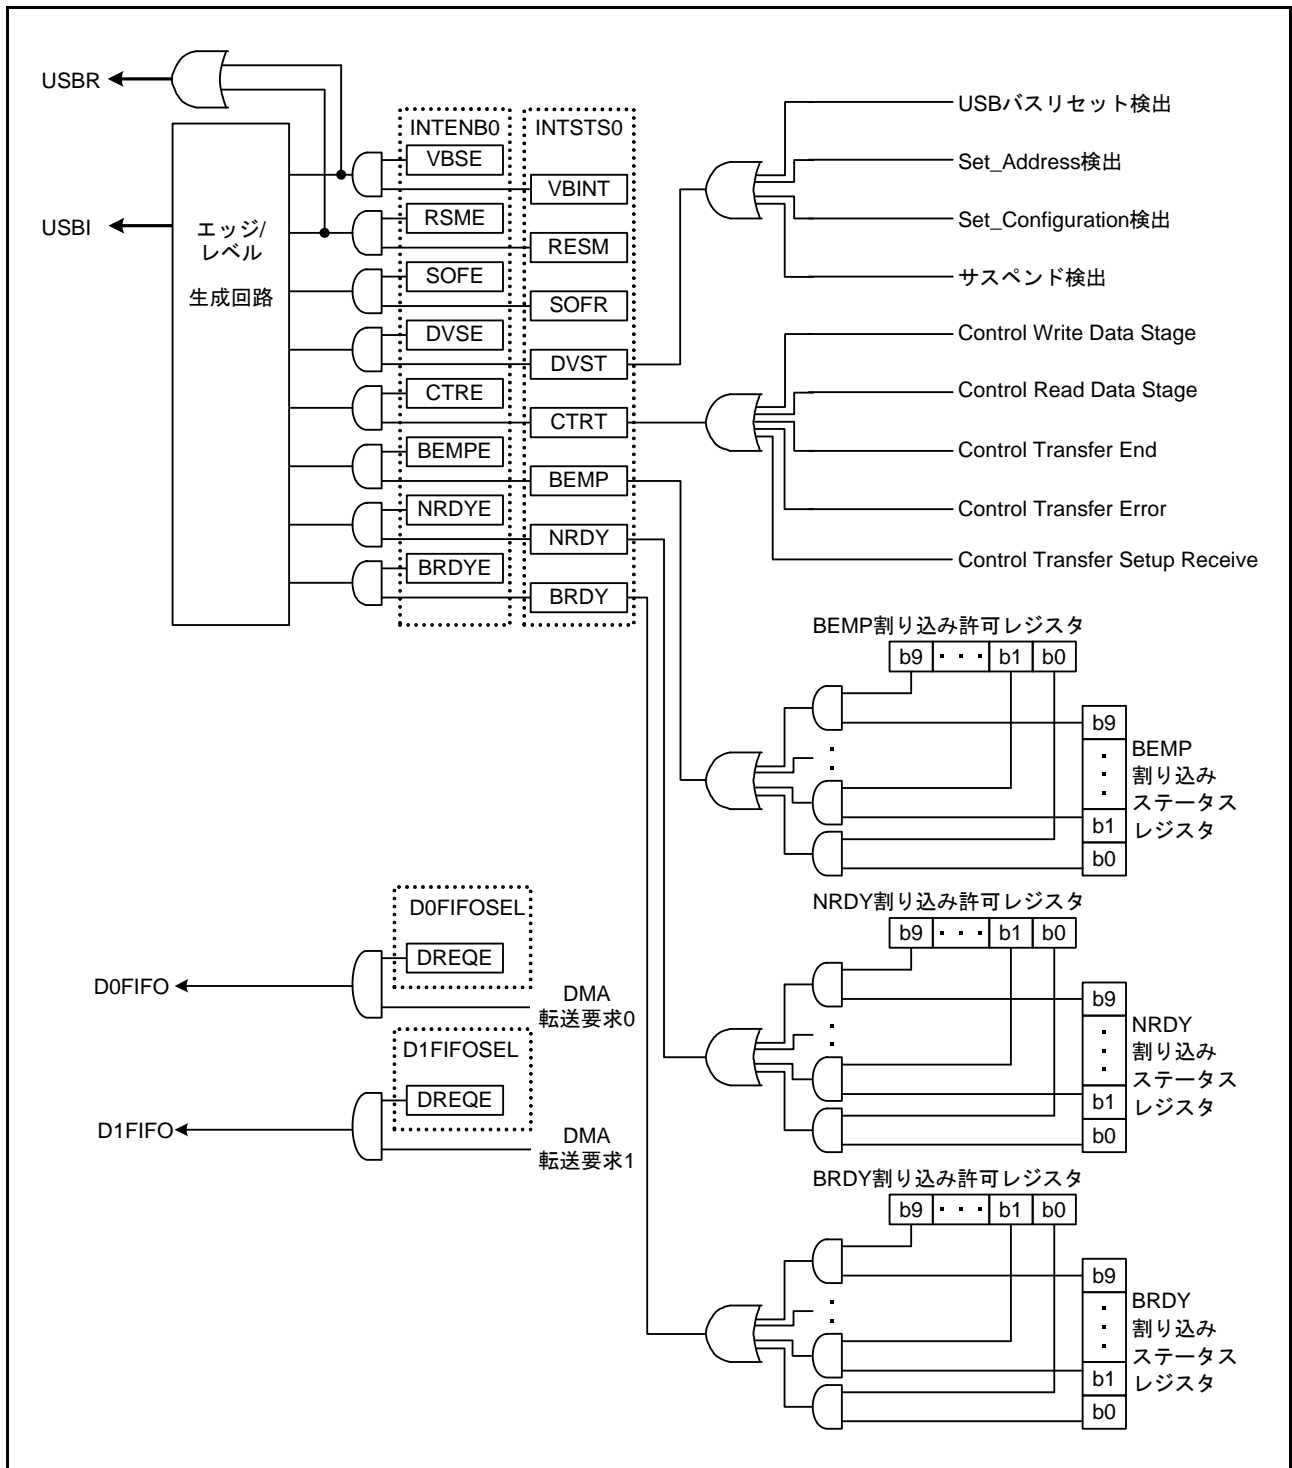 USBR
USBI
エッジ/
レベル
生成回路
INTENB0
VBSE
RSME
SOFE
DVSE
CTRE
BEMPE
NRDYE
BRDYE
INTSTS0
VBINT
RESM
SOFR
DVST
CTRT
BEMP
NRDY
BRDY
USBバスリセット検出
Set_Address検出
Set_Configuration検出
サスペンド検出
Control Write Data Stage
Control Read Data Stage
Control Transfer End
Control Transfer Error
Control Transfer Setup Receive
BEMP割り込み許可レジスタ
b9 ・・・ b1 b0
b9
・
・
・
b1
b0
BEMP
割り込み
ステータス
レジスタ
NRDY割り込み許可レジスタ
b9 ・・・ b1 b0
b9
・
・
・
b1
b0
NRDY
割り込み
ステータス
レジスタ
BRDY割り込み許可レジスタ
b9 ・・・ b1 b0
b9
・
・
・
b1
b0
BRDY
割り込み
ステータス
レジスタ
D0FIFO
D0FIFOSEL
DREQE
DMA
転送要求0
D1FIFO
D1FIFOSEL
DREQE
DMA
転送要求1